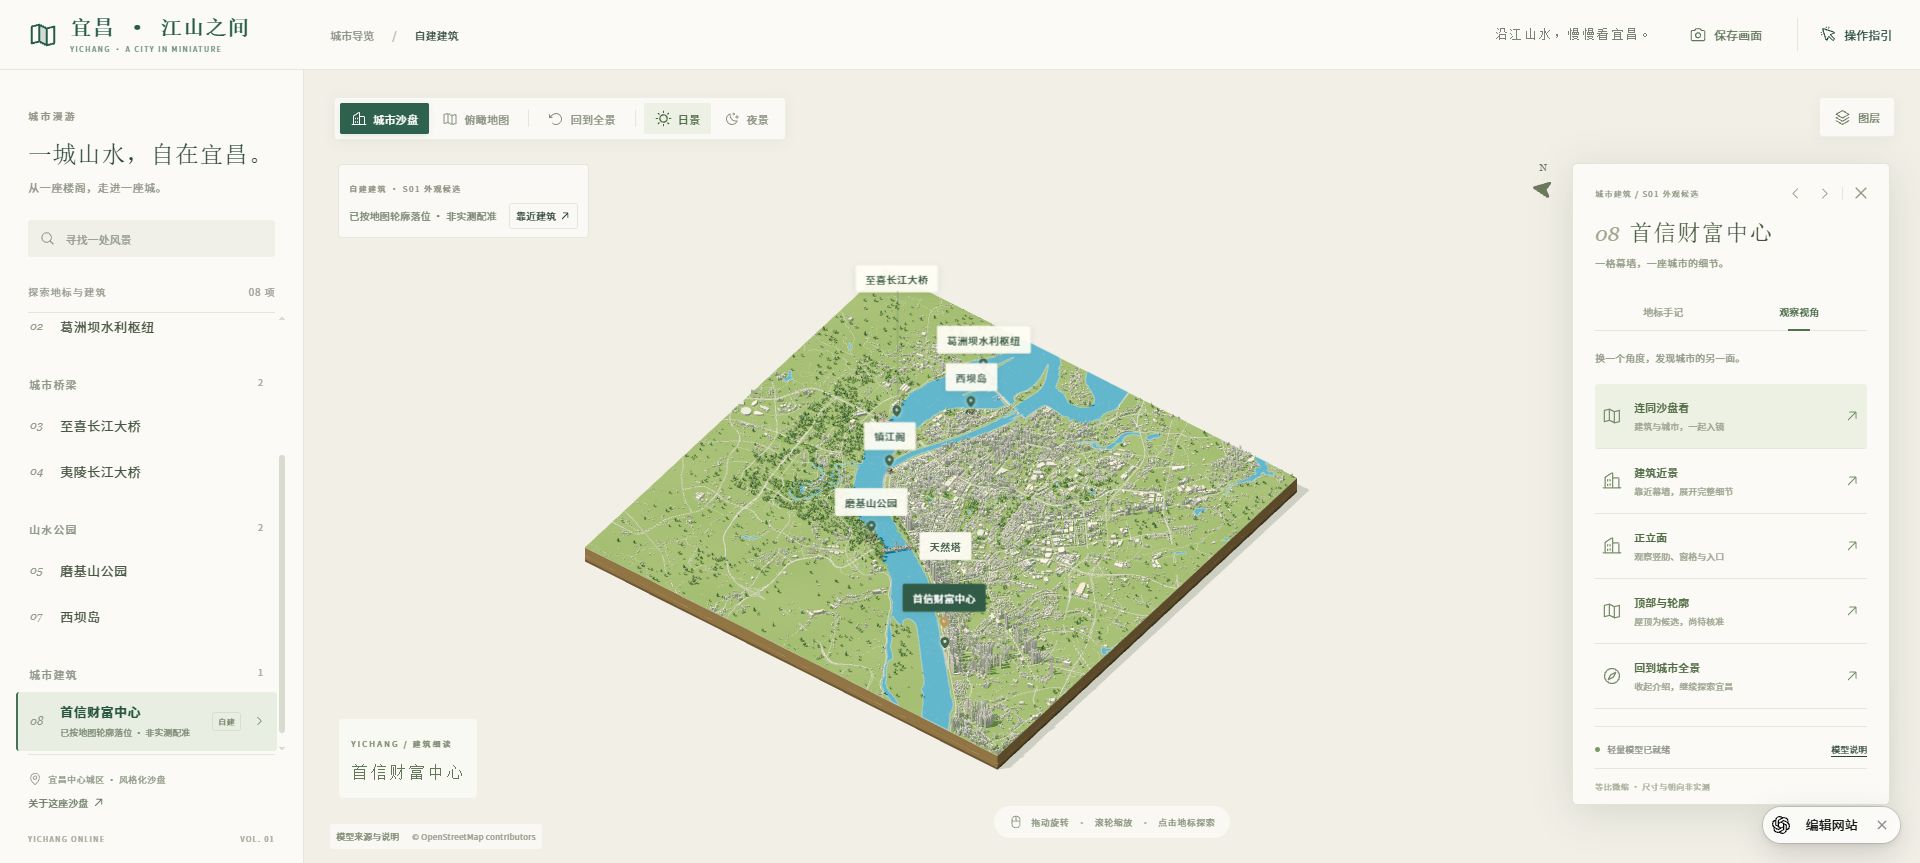 宜昌 • 江山之间
YICHANG • A CITY IN MINIATURE
城市导览 / 自建建筑
沿江山水，慢慢看宜昌。
保存画面
操作指引
城市漫游
一城山水，自在宜昌。
从一座楼阁，走进一座城。
寻找一处风景
探索地标与建筑 08 项
02 葛洲坝水利枢纽
城市桥梁 2
03 至喜长江大桥
04 夷陵长江大桥
山水公园 2
05 磨基山公园
07 西坝岛
城市建筑 1
08 首信财富中心 自建
已按地图轮廓落位 • 非实测配准
宜昌中心城区 • 风格化沙盘
关于这座沙盘
YICHANG ONLINE VOL. 01
城市沙盘
俯瞰地图
回到全景
日景
夜景
图层
自建建筑 • S01 外观候选
已按地图轮廓落位 • 非实测配准
靠近建筑
N
至喜长江大桥
葛洲坝水利枢纽
西坝岛
镇江阁
磨基山公园
天然塔
首信财富中心
YICHANG / 建筑细读
首信财富中心
模型来源与说明 © OpenStreetMap contributors
拖动旋转 • 滚轮缩放 • 点击地标探索
城市建筑 / S01 外观候选
08 首信财富中心
一格幕墙，一座城市的细节。
地标手记
观察视角
换一个角度，发现城市的另一面。
连同沙盘看
建筑与城市，一起入镜
建筑近景
靠近幕墙，展开完整细节
正立面
观察竖肋、窗格与入口
顶部与轮廓
屋顶为候选，尚待核准
回到城市全景
收起介绍，继续探索宜昌
轻量模型已就绪
模型说明
等比微缩 • 尺寸与朝向非实测
编辑网站